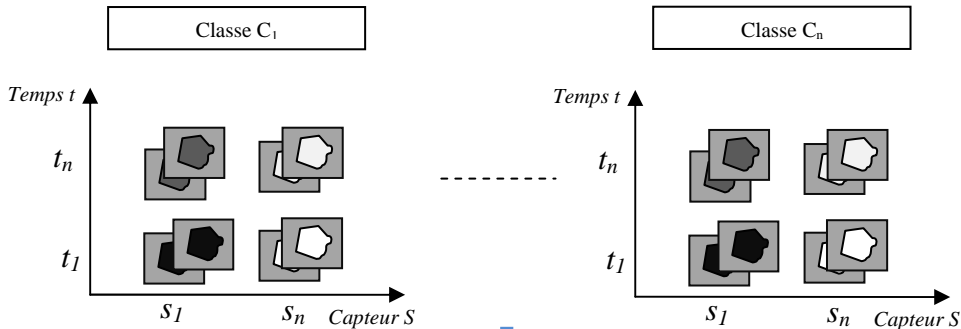 Classe C1
Classe Cn
Temps t
Temps t
tn
tn
t1
t1
s1
sn
Capteur S
s1
sn
Capteur S